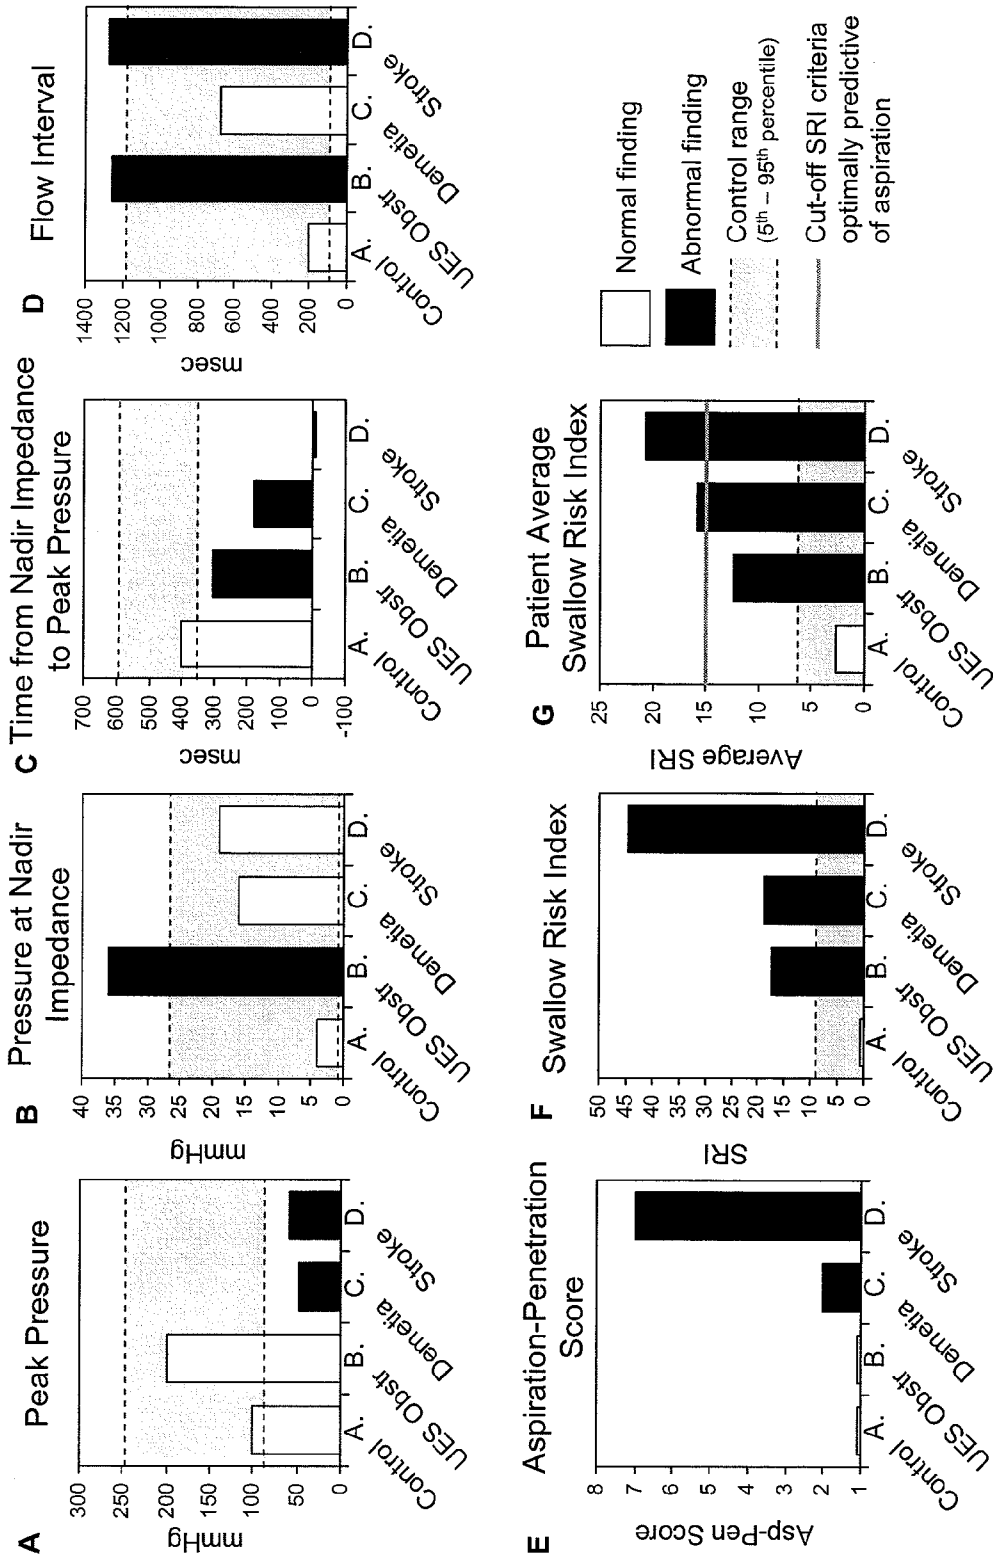 A Peak Pressure
mmHg
300
250
200
150
100
50
0
A. B. C. D.
Control
UES Obstr
Demetia
Stroke
B Pressure at Nadir
Impedance
mmHg
40
35
30
25
20
15
10
5
0
A. B. C. D.
Control
UES Obstr
Demetia
Stroke
C Time from Nadir Impedance
to Peak Pressure
msec
700
600
500
400
300
200
100
0
-100
A. B. C. D.
Control
UES Obstr
Demetia
Stroke
D Flow Interval
msec
1400
1200
1000
800
600
400
200
0
A. B. C. D.
Control
UES Obstr
Demetia
Stroke
E Aspiration-Penetration
Score
Asp-Pen Score
8
7
6
5
4
3
2
1
A. B. C. D.
Control
UES Obstr
Demetia
Stroke
F Swallow Risk Index
SRI
50
45
40
35
30
25
20
15
10
5
0
A. B. C. D.
Control
UES Obstr
Demetia
Stroke
G Patient Average
Swallow Risk Index
Average SRI
25
20
15
10
5
0
A. B. C. D.
Control
UES Obstr
Demetia
Stroke
Normal finding
Abnormal finding
Control range
(5th – 95th percentile)
Cut-off SRI criteria
optimally predictive
of aspiration